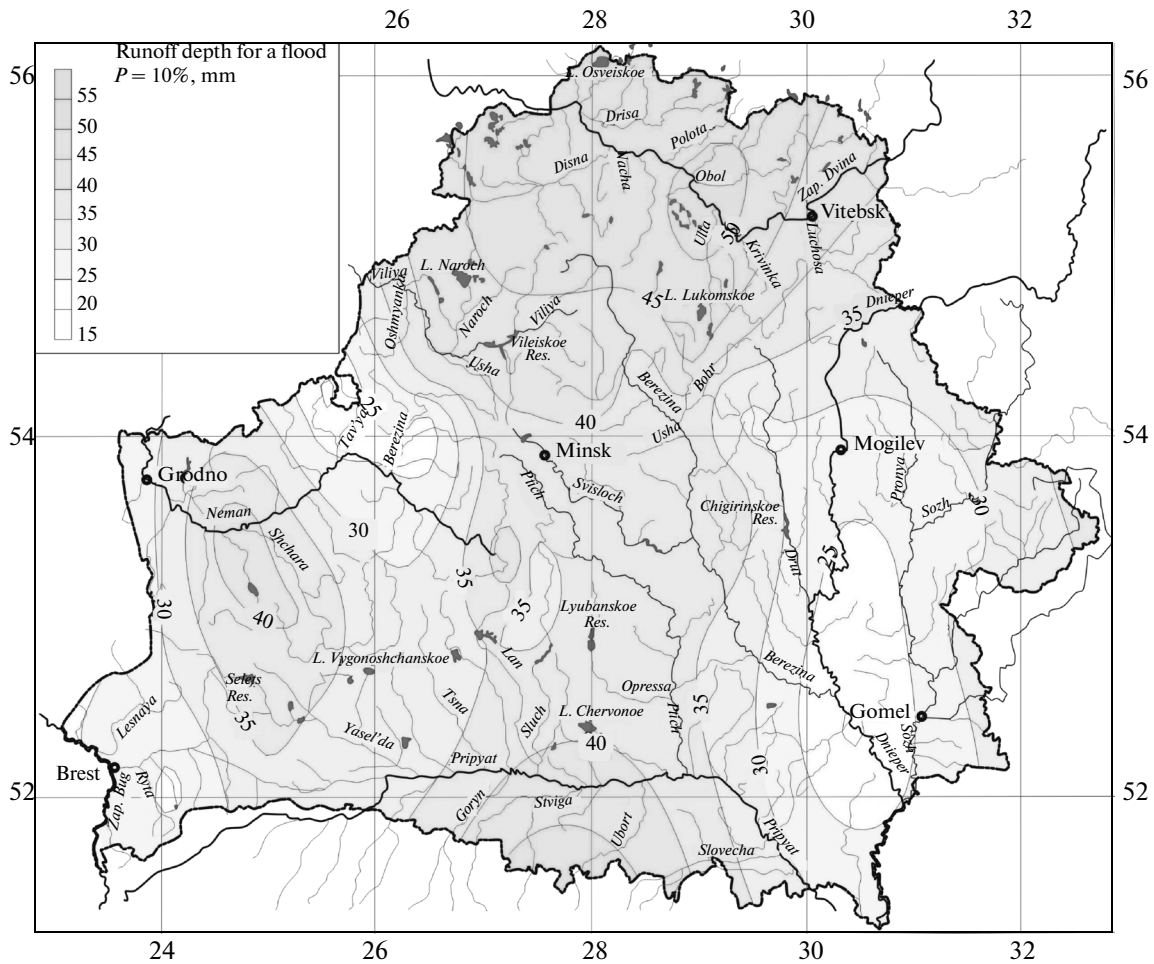 26
28
30
32
Runoff depth for a flood
P = 10%, mm
55
50
45
40
35
30
25
20
15
56
56
L. Osveiskoe
Drisa
Polota
Disna
Nacha
Obol
Zap. Dvina
Vitebsk
Ulla
50
Krivinka
Luchosa
Viliya
L. Naroch
Oshmyanka
Naroch
Viliya
45
L. Lukomskoe
Dnieper
35
Vileiskoe
Res.
Usha
Berezina
Bobr
25
Tav'ya
Berezina
40
Usha
54
54
Minsk
Mogilev
Grodno
Neman
Ptich
Svisloch
Pronya
Chigirinskoe
Res.
Sozh
30
30
Shchara
Drut
25
35
35
30
40
Lyubanskoe
Res.
L. Vygonoshchanskoe
Lan
Berezina
Selets
Res.
35
Tsna
Opressa
35
Ptich
Gomel
Sozh
Lesnaya
Yasel'da
Sluch
L. Chervonoe
40
Dnieper
Brest
Pripyat
30
Zap. Bug
Ryta
52
52
Goryn
Stviga
Ubort
Pripyat
Slovecha
24
26
28
30
32